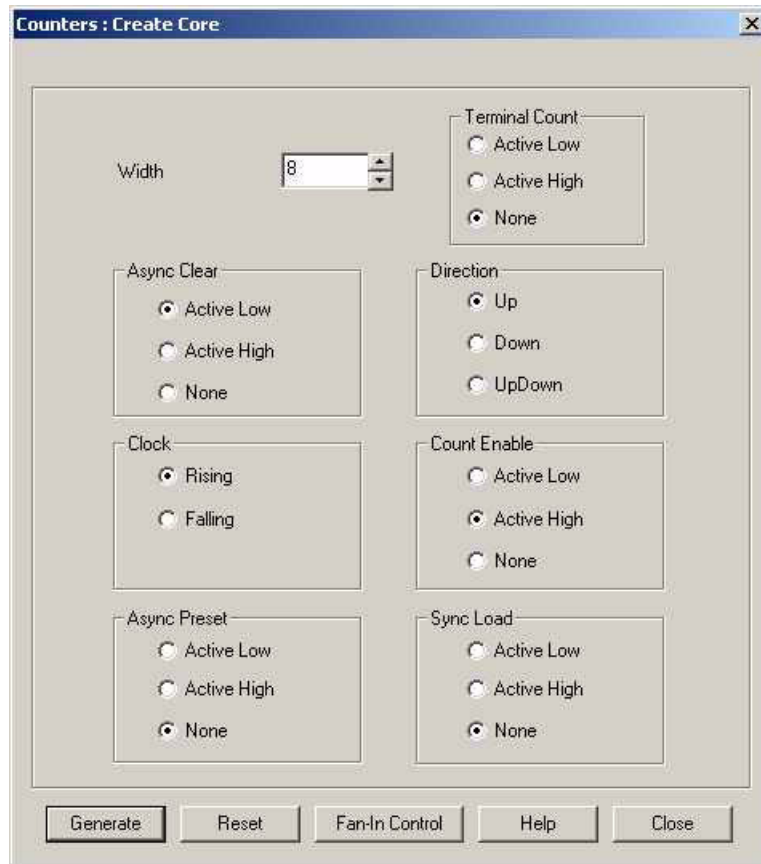 Counters : Create Core
Width
8
Terminal Count
Active Low
Active High
None
Async Clear
Active Low
Active High
None
Direction
Up
Down
UpDown
Clock
Rising
Falling
Count Enable
Active Low
Active High
None
Async Preset
Active Low
Active High
None
Sync Load
Active Low
Active High
None
Generate
Reset
Fan-In Control
Help
Close